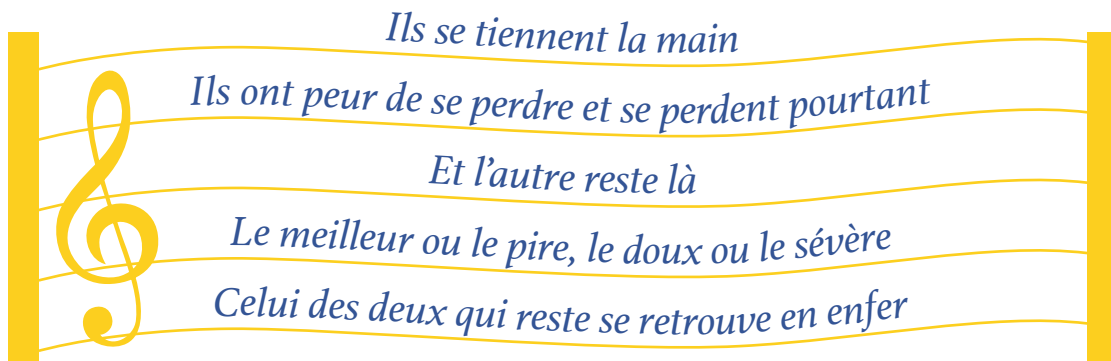 Ils se tiennent la main
Ils ont peur de se perdre et se perdent pourtant
Et l’autre reste là
Le meilleur ou le pire, le doux ou le sévère
Celui des deux qui reste se retrouve en enfer